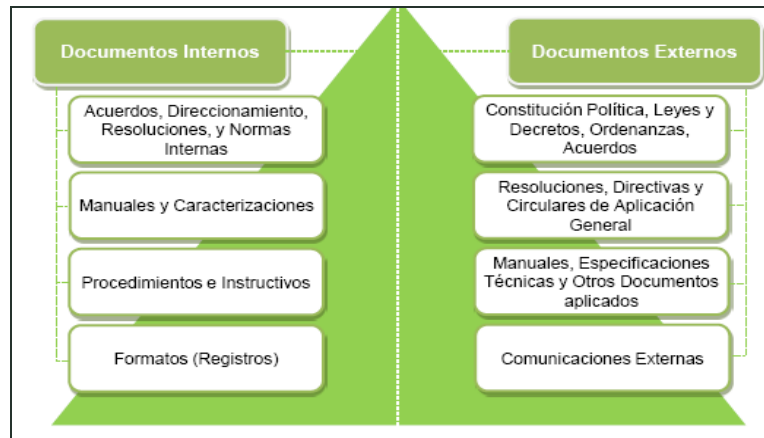 Documentos Internos
Acuerdos, Direccionamiento,
Resoluciones, y Normas
Internas
Manuales y Caracterizaciones
Procedimientos e Instructivos
Formatos (Registros)
Documentos Externos
Constitución Política, Leyes y
Decretos, Ordenanzas,
Acuerdos
Resoluciones, Directivas y
Circulares de Aplicación
General
Manuales, Especificaciones
Técnicas y Otros Documentos
aplicados
Comunicaciones Externas